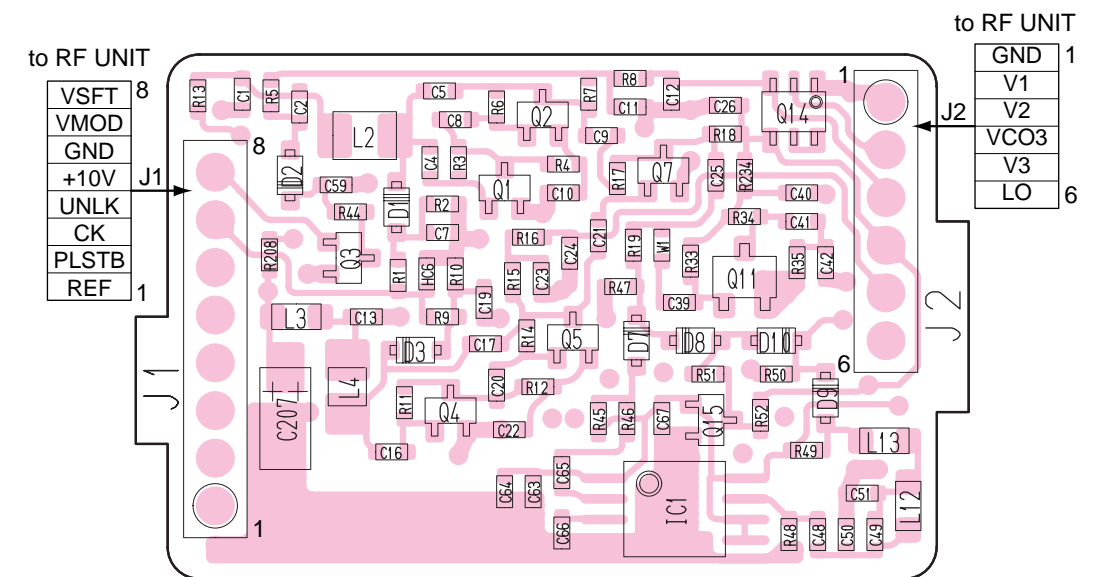 to RF UNIT
to RF UNIT
VSFT 8
VMOD
GND
+10V
UNLK
CK
PLSTB
REF 1
J1
GND 1
V1
V2
VCO3
V3
LO 6
J2
R13
C1
R5
C2
C5
R6
C8
Q2
R7
R8
C11
C12
C26
Q14
1
8
L2
C9
R18
D2
C59
C4
R3
R4
Q1
C10
R17
Q7
C25
R234
C40
R44
D1
R2
C7
R34
C41
R208
Q3
R16
C24
C21
R19
W1
R33
Q11
R35
C42
R1
HC6
R10
C19
R15
C23
R47
C39
L3
C13
R9
D3
C17
R14
Q5
D7
D8
D10
J2
6
J1
C207
L4
R11
Q4
C20
R12
R51
R50
D9
C22
R45
R46
C67
Q15
R52
C16
R49
L13
C64
C63
C65
C66
IC1
C51
L12
R48
C48
C50
C49
1